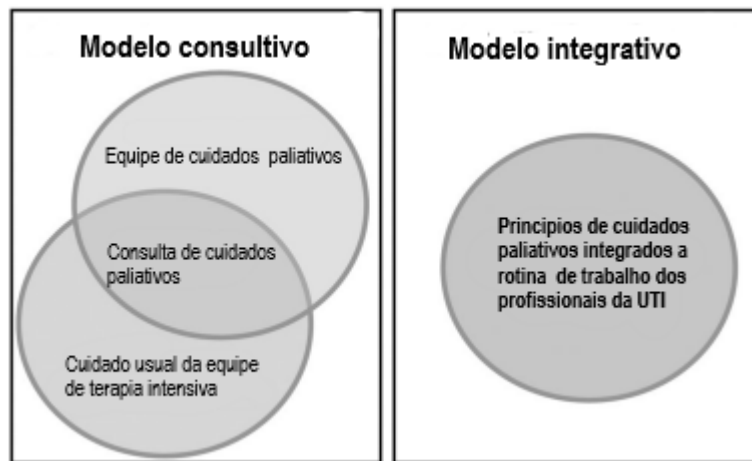 Modelo consultivo
Equipe de cuidados paliativos
Consulta de cuidados
paliativos
Cuidado usual da equipe
de terapia intensiva
Modelo integrativo
Principios de cuidados
paliativos integrados a
rotina de trabalho dos
profissionais da UTI